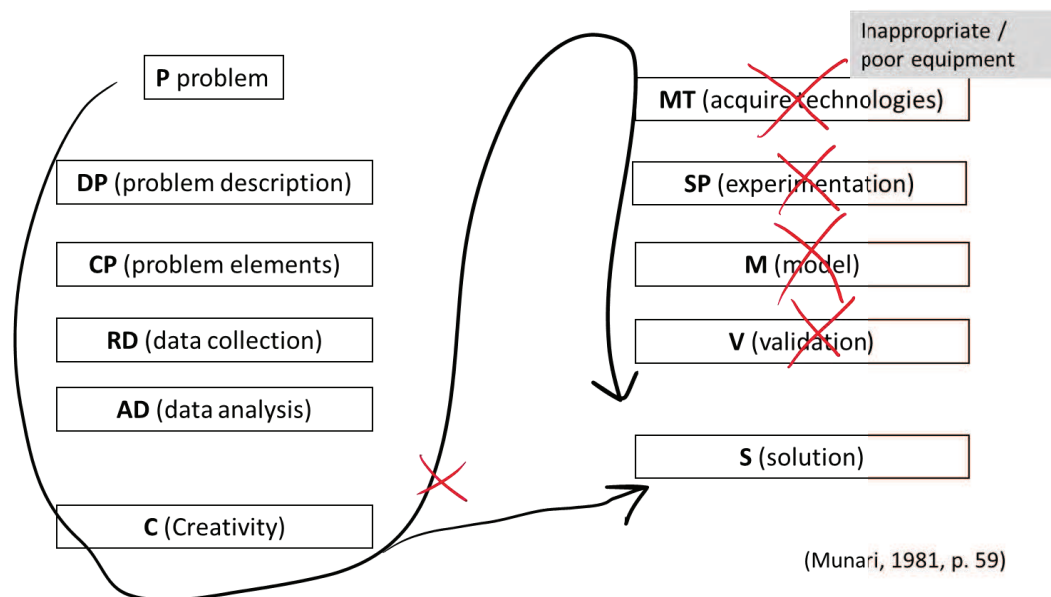 P problem
DP (problem description)
CP (problem elements)
RD (data collection)
AD (data analysis)
C (Creativity)
Inappropriate /
poor equipment
MT (acquire technologies)
SP (experimentation)
M (model)
V (validation)
S (solution)
(Munari, 1981, p. 59)